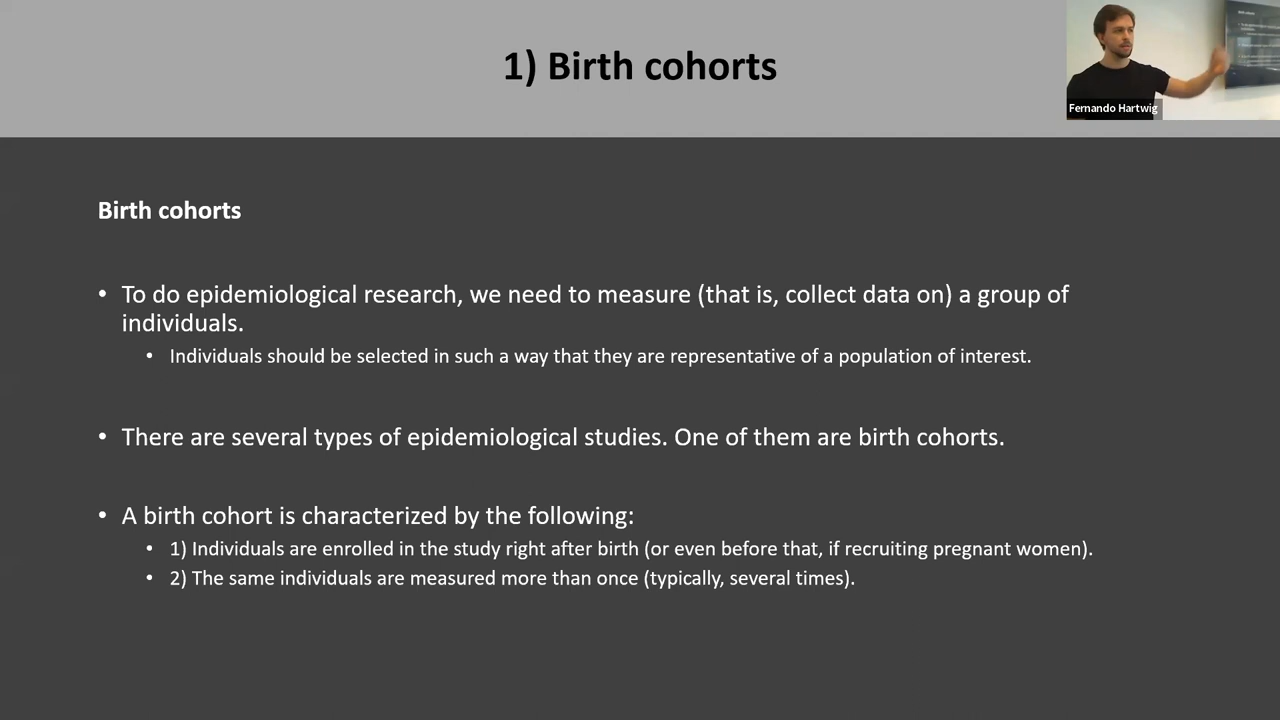 1) Birth cohorts
Fernando Hartwig
Birth cohorts
• To do epidemiological research, we need to measure (that is, collect data on) a group of
individuals.
• Individuals should be selected in such a way that they are representative of a population of interest.
• There are several types of epidemiological studies. One of them are birth cohorts.
• A birth cohort is characterized by the following:
• 1) Individuals are enrolled in the study right after birth (or even before that, if recruiting pregnant women).
• 2) The same individuals are measured more than once (typically, several times).